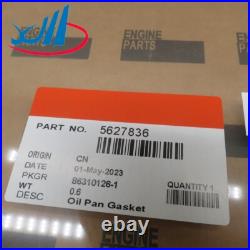 ENGINE
PARTS
ENGINE
PARTS
PART NO. 5627836
ORIGIN CN
DATE 01-May-2023
PKGR 86310126-1
WT 0.6
QUANTITY 1
DESC Oil Pan Gasket